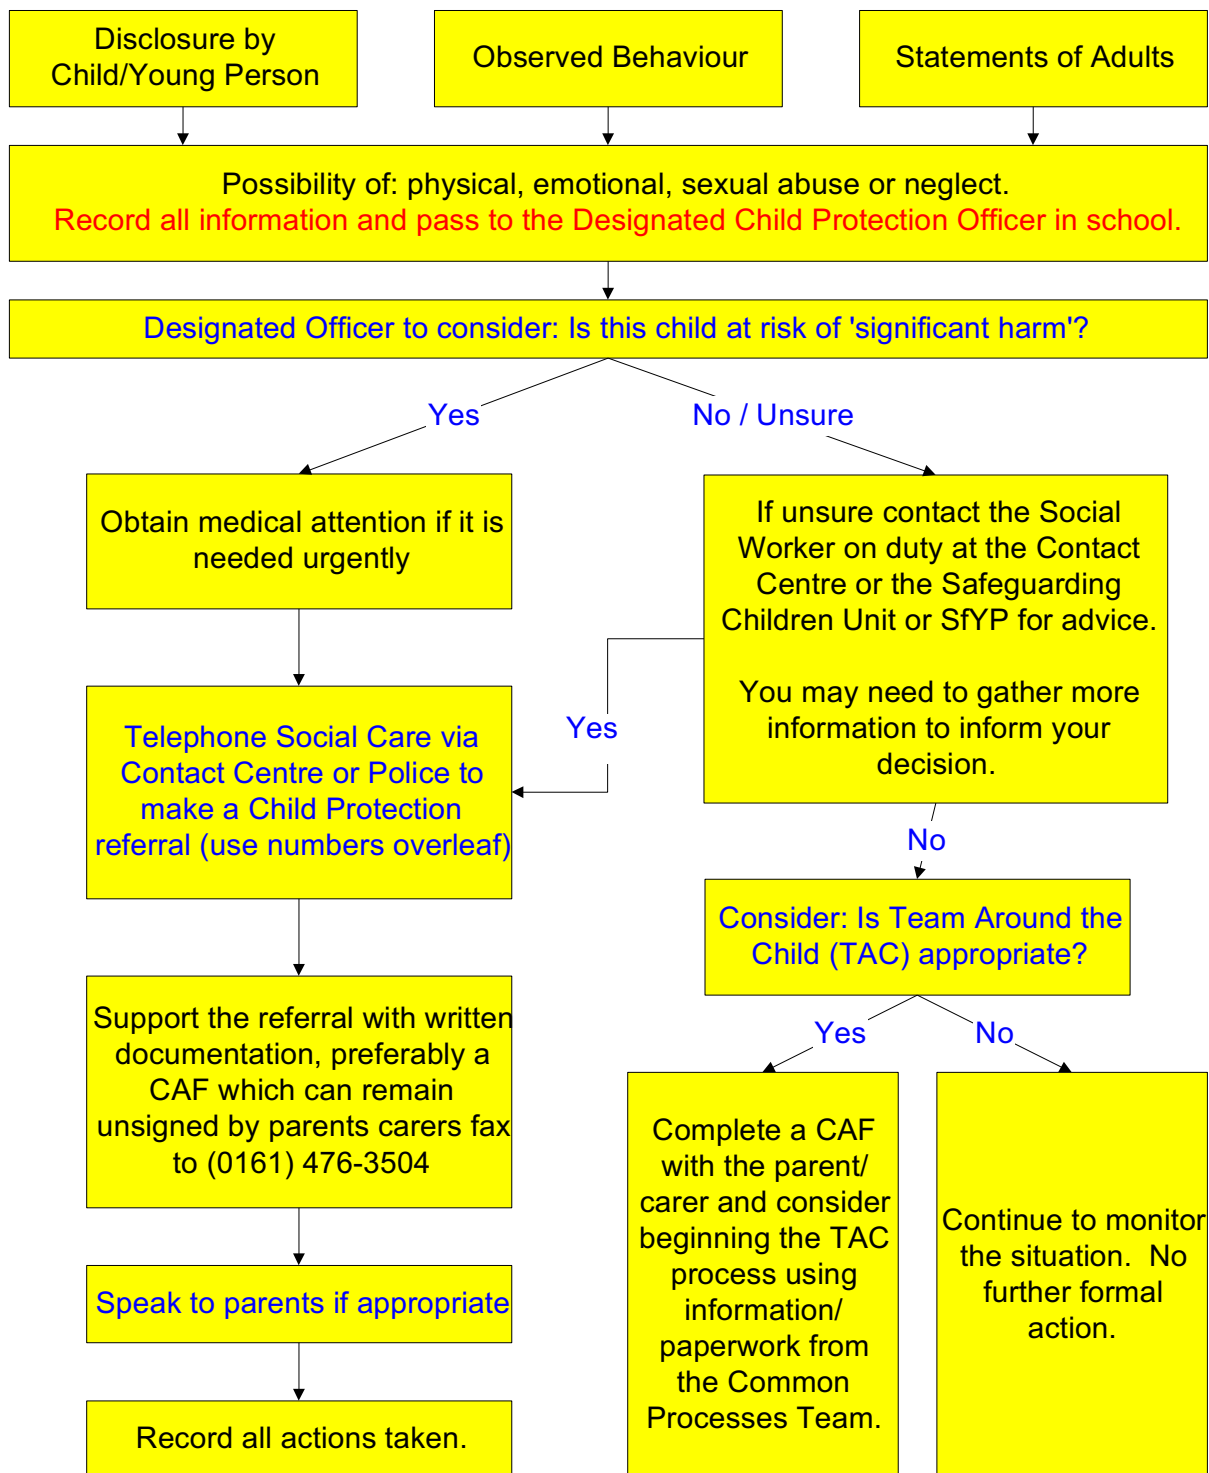 Disclosure by
Child/Young Person
Observed Behaviour
Statements of Adults
Possibility of: physical, emotional, sexual abuse or neglect.
Record all information and pass to the Designated Child Protection Officer in school.
Designated Officer to consider: Is this child at risk of 'significant harm'?
Yes
No / Unsure
Obtain medical attention if it is
needed urgently
If unsure contact the Social
Worker on duty at the Contact
Centre or the Safeguarding
Children Unit or SfYP for advice.
You may need to gather more
information to inform your
decision.
Yes
Telephone Social Care via
Contact Centre or Police to
make a Child Protection
referral (use numbers overleaf)
No
Consider: Is Team Around the
Child (TAC) appropriate?
Yes
No
Support the referral with written
documentation, preferably a
CAF which can remain
unsigned by parents carers fax
to (0161) 476-3504
Complete a CAF
with the parent/
carer and consider
beginning the TAC
process using
information/
paperwork from
the Common
Processes Team.
Continue to monitor
the situation.  No
further formal
action.
Speak to parents if appropriate
Record all actions taken.